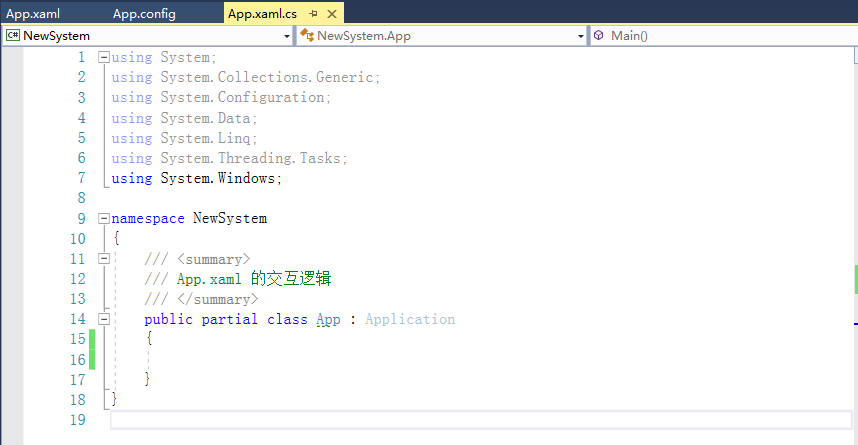 App.xaml App.config App.xaml.cs
C# NewSystem NewSystem.App Main()
1 using System;
2 using System.Collections.Generic;
3 using System.Configuration;
4 using System.Data;
5 using System.Linq;
6 using System.Threading.Tasks;
7 using System.Windows;
8
9 namespace NewSystem
10 {
11 /// <summary>
12 /// App.xaml 的交互逻辑
13 /// </summary>
14 public partial class App : Application
15 {
16
17 }
18 }
19